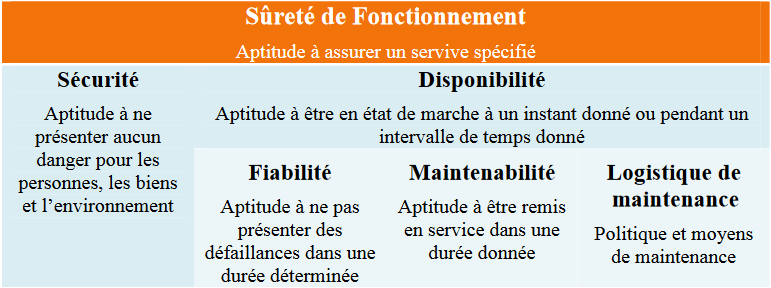 Sûreté de Fonctionnement
Aptitude à assurer un servive spécifié
Sécurité
Aptitude à ne
présenter aucun
danger pour les
personnes, les biens
et l’environnement
Disponibilité
Aptitude à être en état de marche à un instant donné ou pendant un
intervalle de temps donné
Fiabilité
Aptitude à ne pas
présenter des
défaillances dans une
durée déterminée
Maintenabilité
Aptitude à être remis
en service dans une
durée donnée
Logistique de
maintenance
Politique et moyens
de maintenance